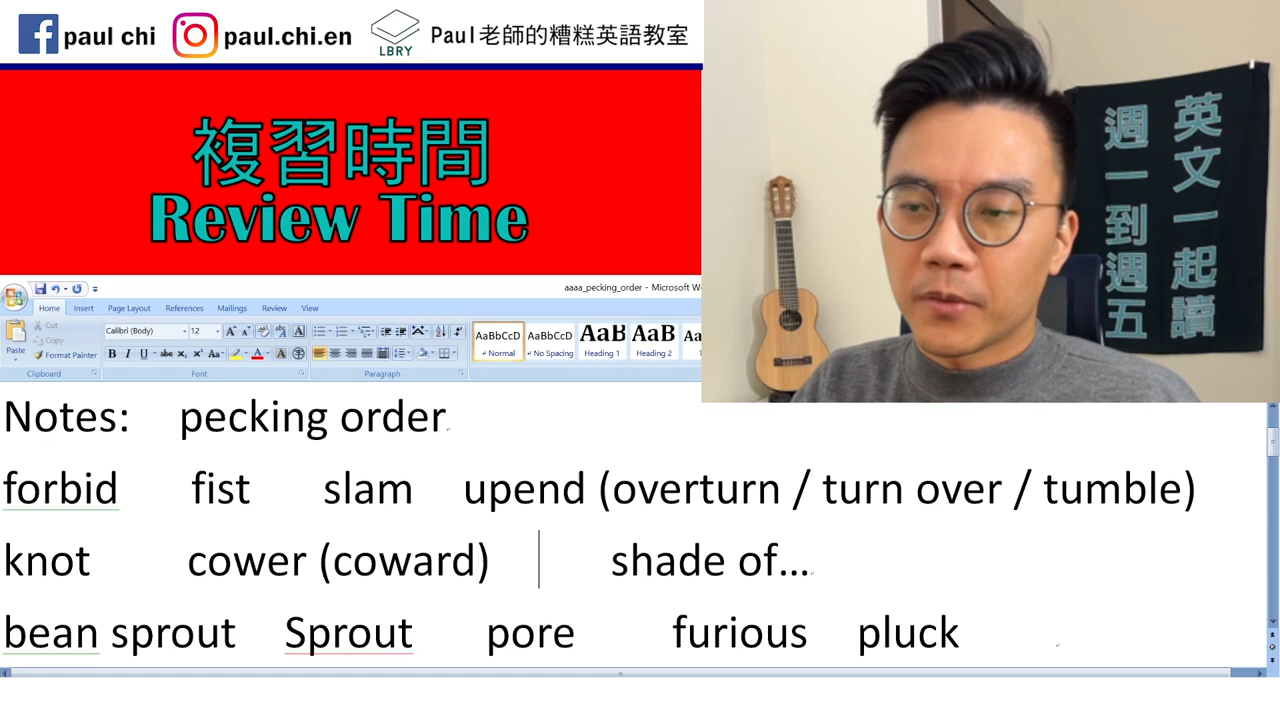 paul chi paul.chi.en LBRY Paul老師的糟糕英語教室
複習時間
Review Time
英文一起讀
週一到週五
aaaa_pecking_order - Microsoft Wo
Home Insert Page Layout References Mailings Review View
Cut
Copy
Format Painter
Paste
Calibri (Body) 12
AaBbCcD AaBbCcD AaB AaB
Normal No Spacing Heading 1 Heading 2
Clipboard Font Paragraph
Notes: pecking order
forbid fist slam upend (overturn / turn over / tumble)
knot cower (coward) shade of...
bean sprout Sprout pore furious pluck